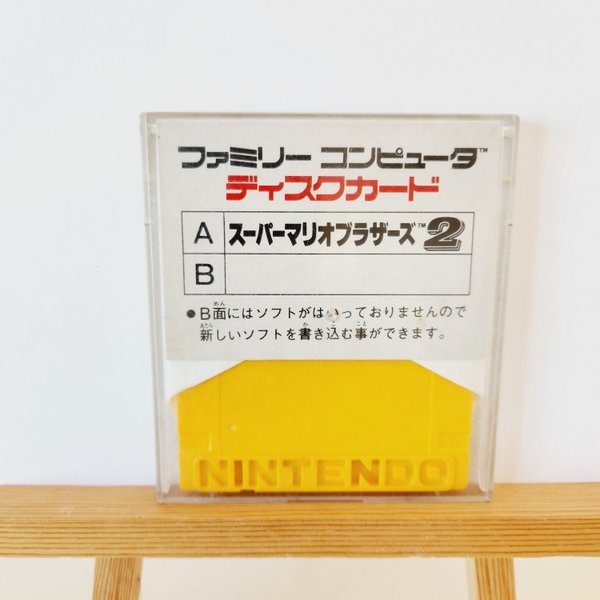 ファミリー コンピュータ™
ディスクカード
A スーパーマリオブラザーズ™2
B
●B面にはソフトがはいっておりませんので
新しいソフトを書き込む事ができます。
NINTENDO